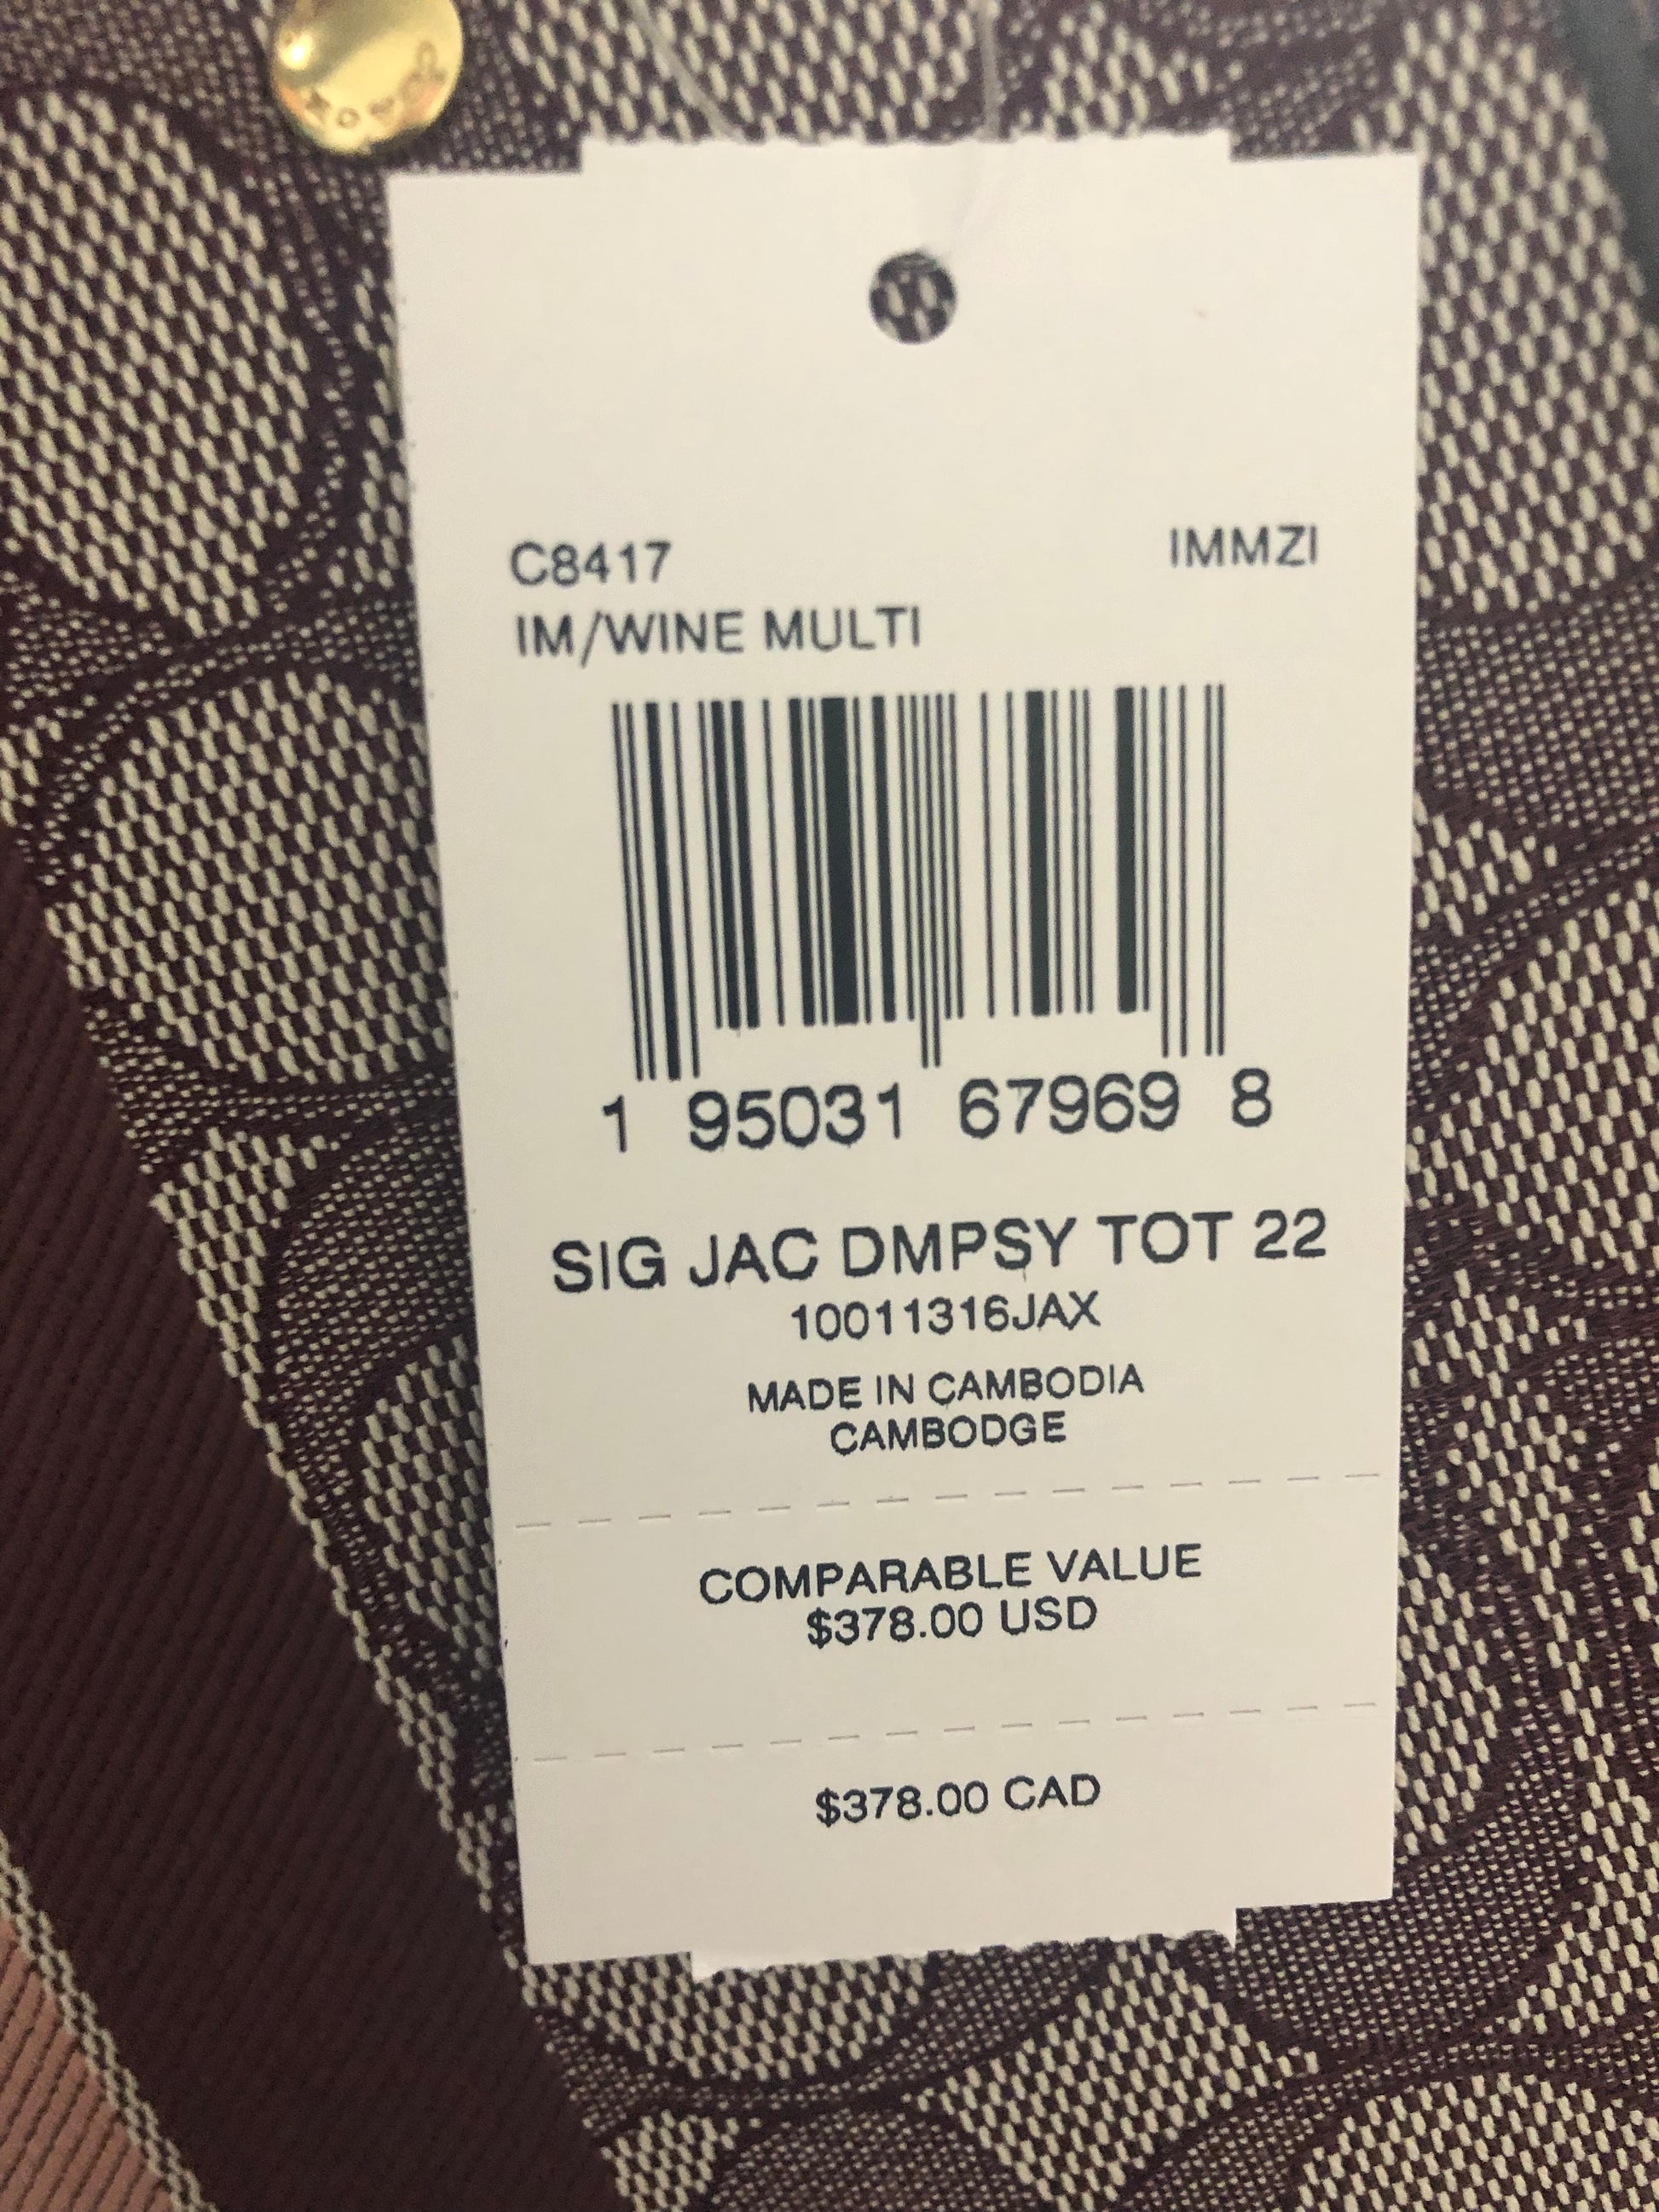 C8417 IMMZI
IM/WINE MULTI
1 95031 67969 8
SIG JAC DMPSY TOT 22
10011316JAX
MADE IN CAMBODIA
CAMBODGE
COMPARABLE VALUE
$378.00 USD
$378.00 CAD